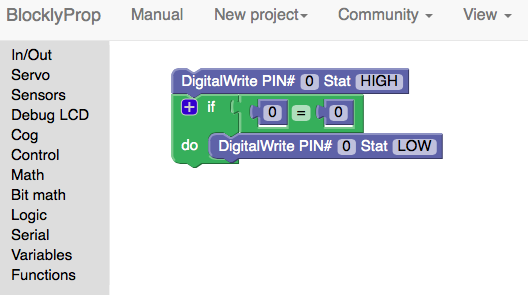 BlocklyProp Manual New project Community View
In/Out
Servo
Sensors
Debug LCD
Cog
Control
Math
Bit math
Logic
Serial
Variables
Functions
DigitalWrite PIN# 0 Stat HIGH
+ if 0 = 0
do DigitalWrite PIN# 0 Stat LOW